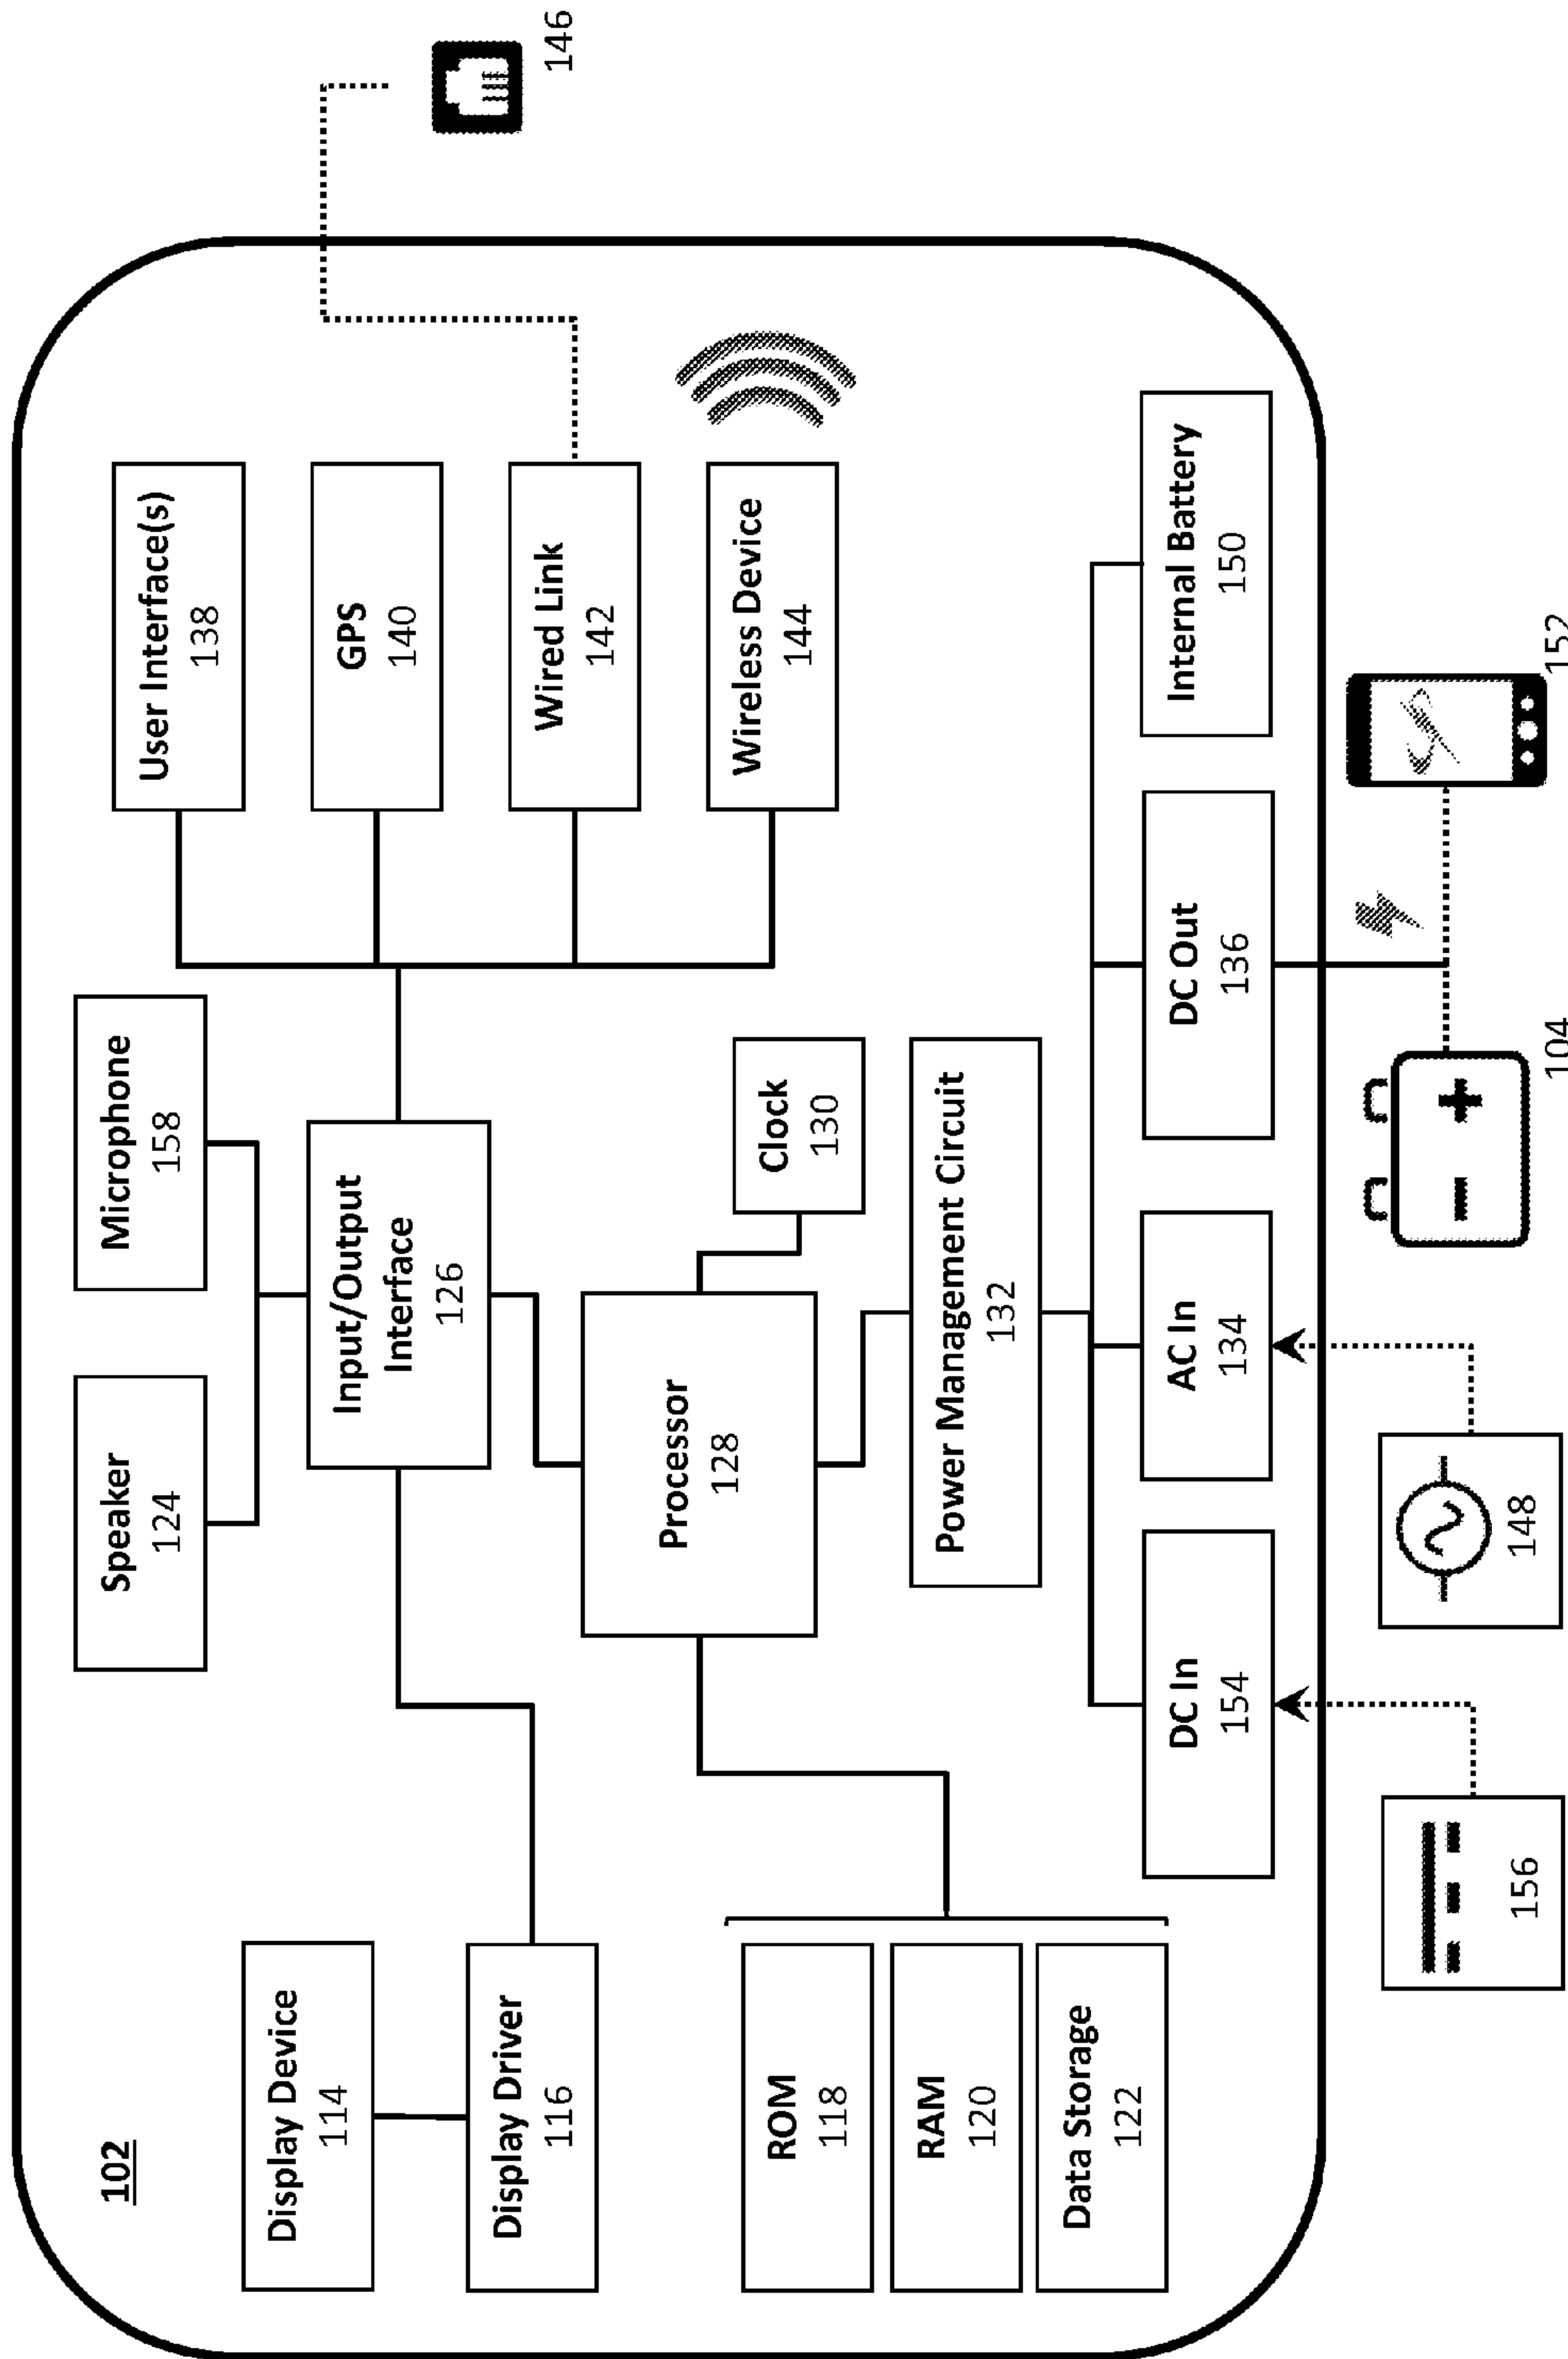 102
Speaker
124
Microphone
158
User Interface(s)
138
146
Display Device
114
Input/Output
Interface
126
GPS
140
Display Driver
116
Wired Link
142
Processor
128
Clock
130
Wireless Device
144
ROM
118
RAM
120
Data Storage
122
Power Management Circuit
132
DC In
154
AC In
134
DC Out
136
Internal Battery
150
156
148
104
152